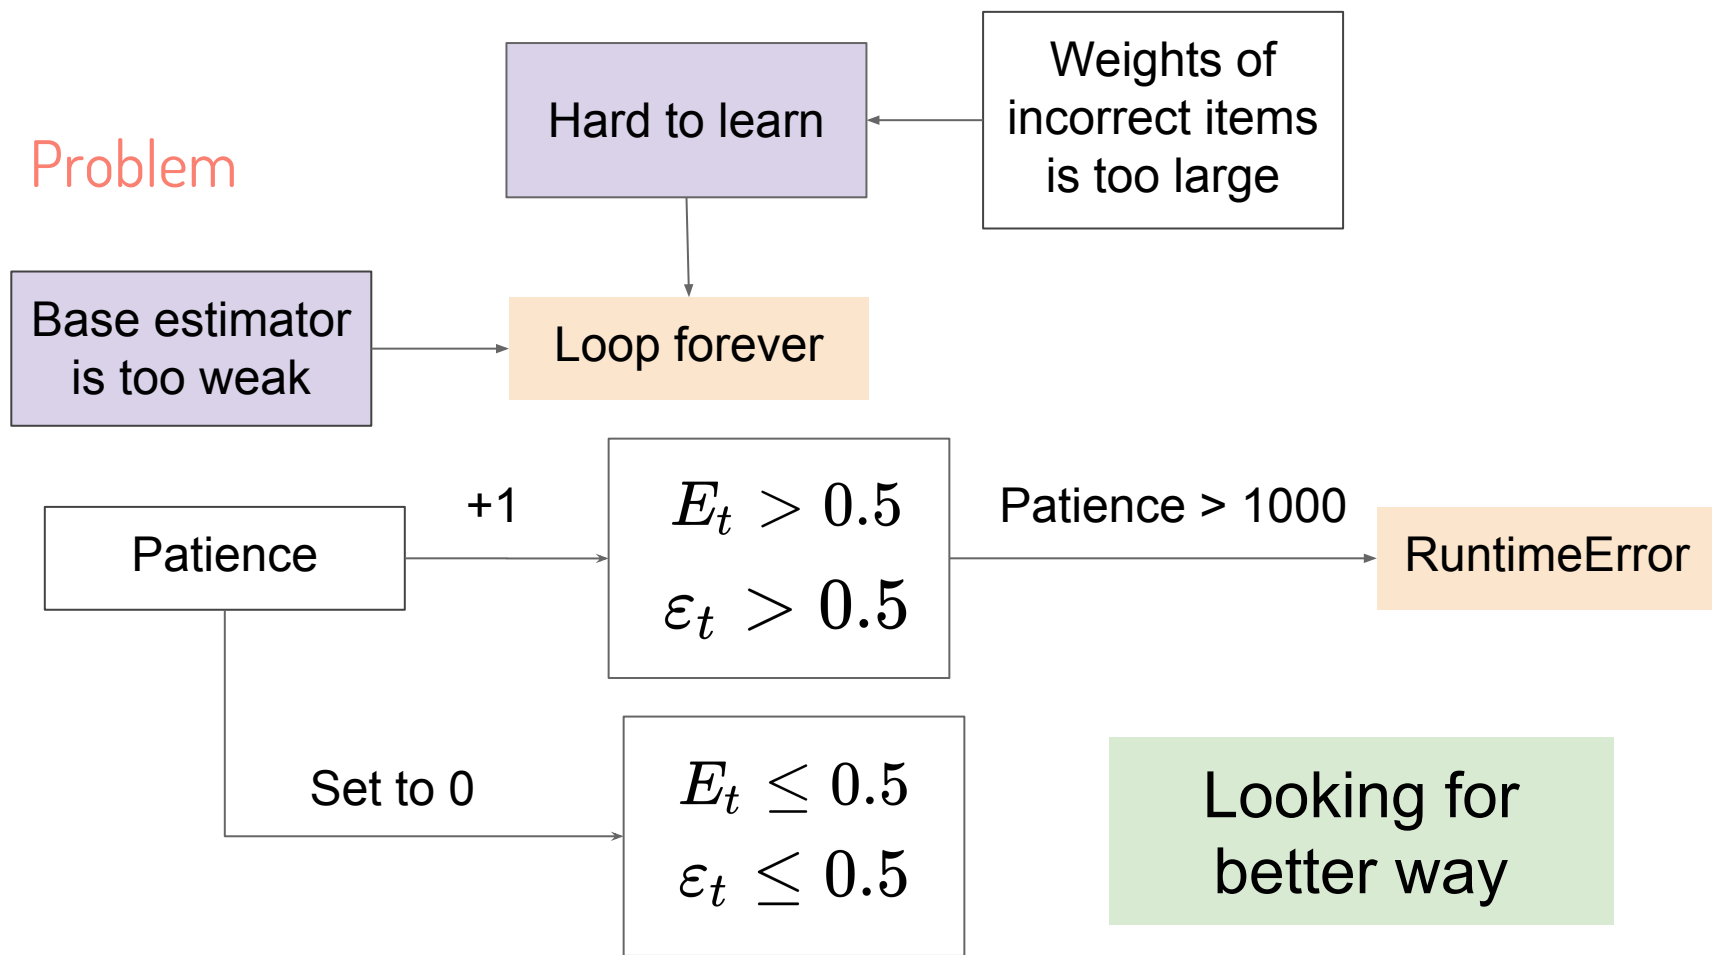 Problem
Hard to learn
Weights of
incorrect items
is too large
Base estimator
is too weak
Loop forever
Patience
+1
E_t > 0.5
ε_t > 0.5
Patience > 1000
RuntimeError
Set to 0
E_t ≤ 0.5
ε_t ≤ 0.5
Looking for
better way